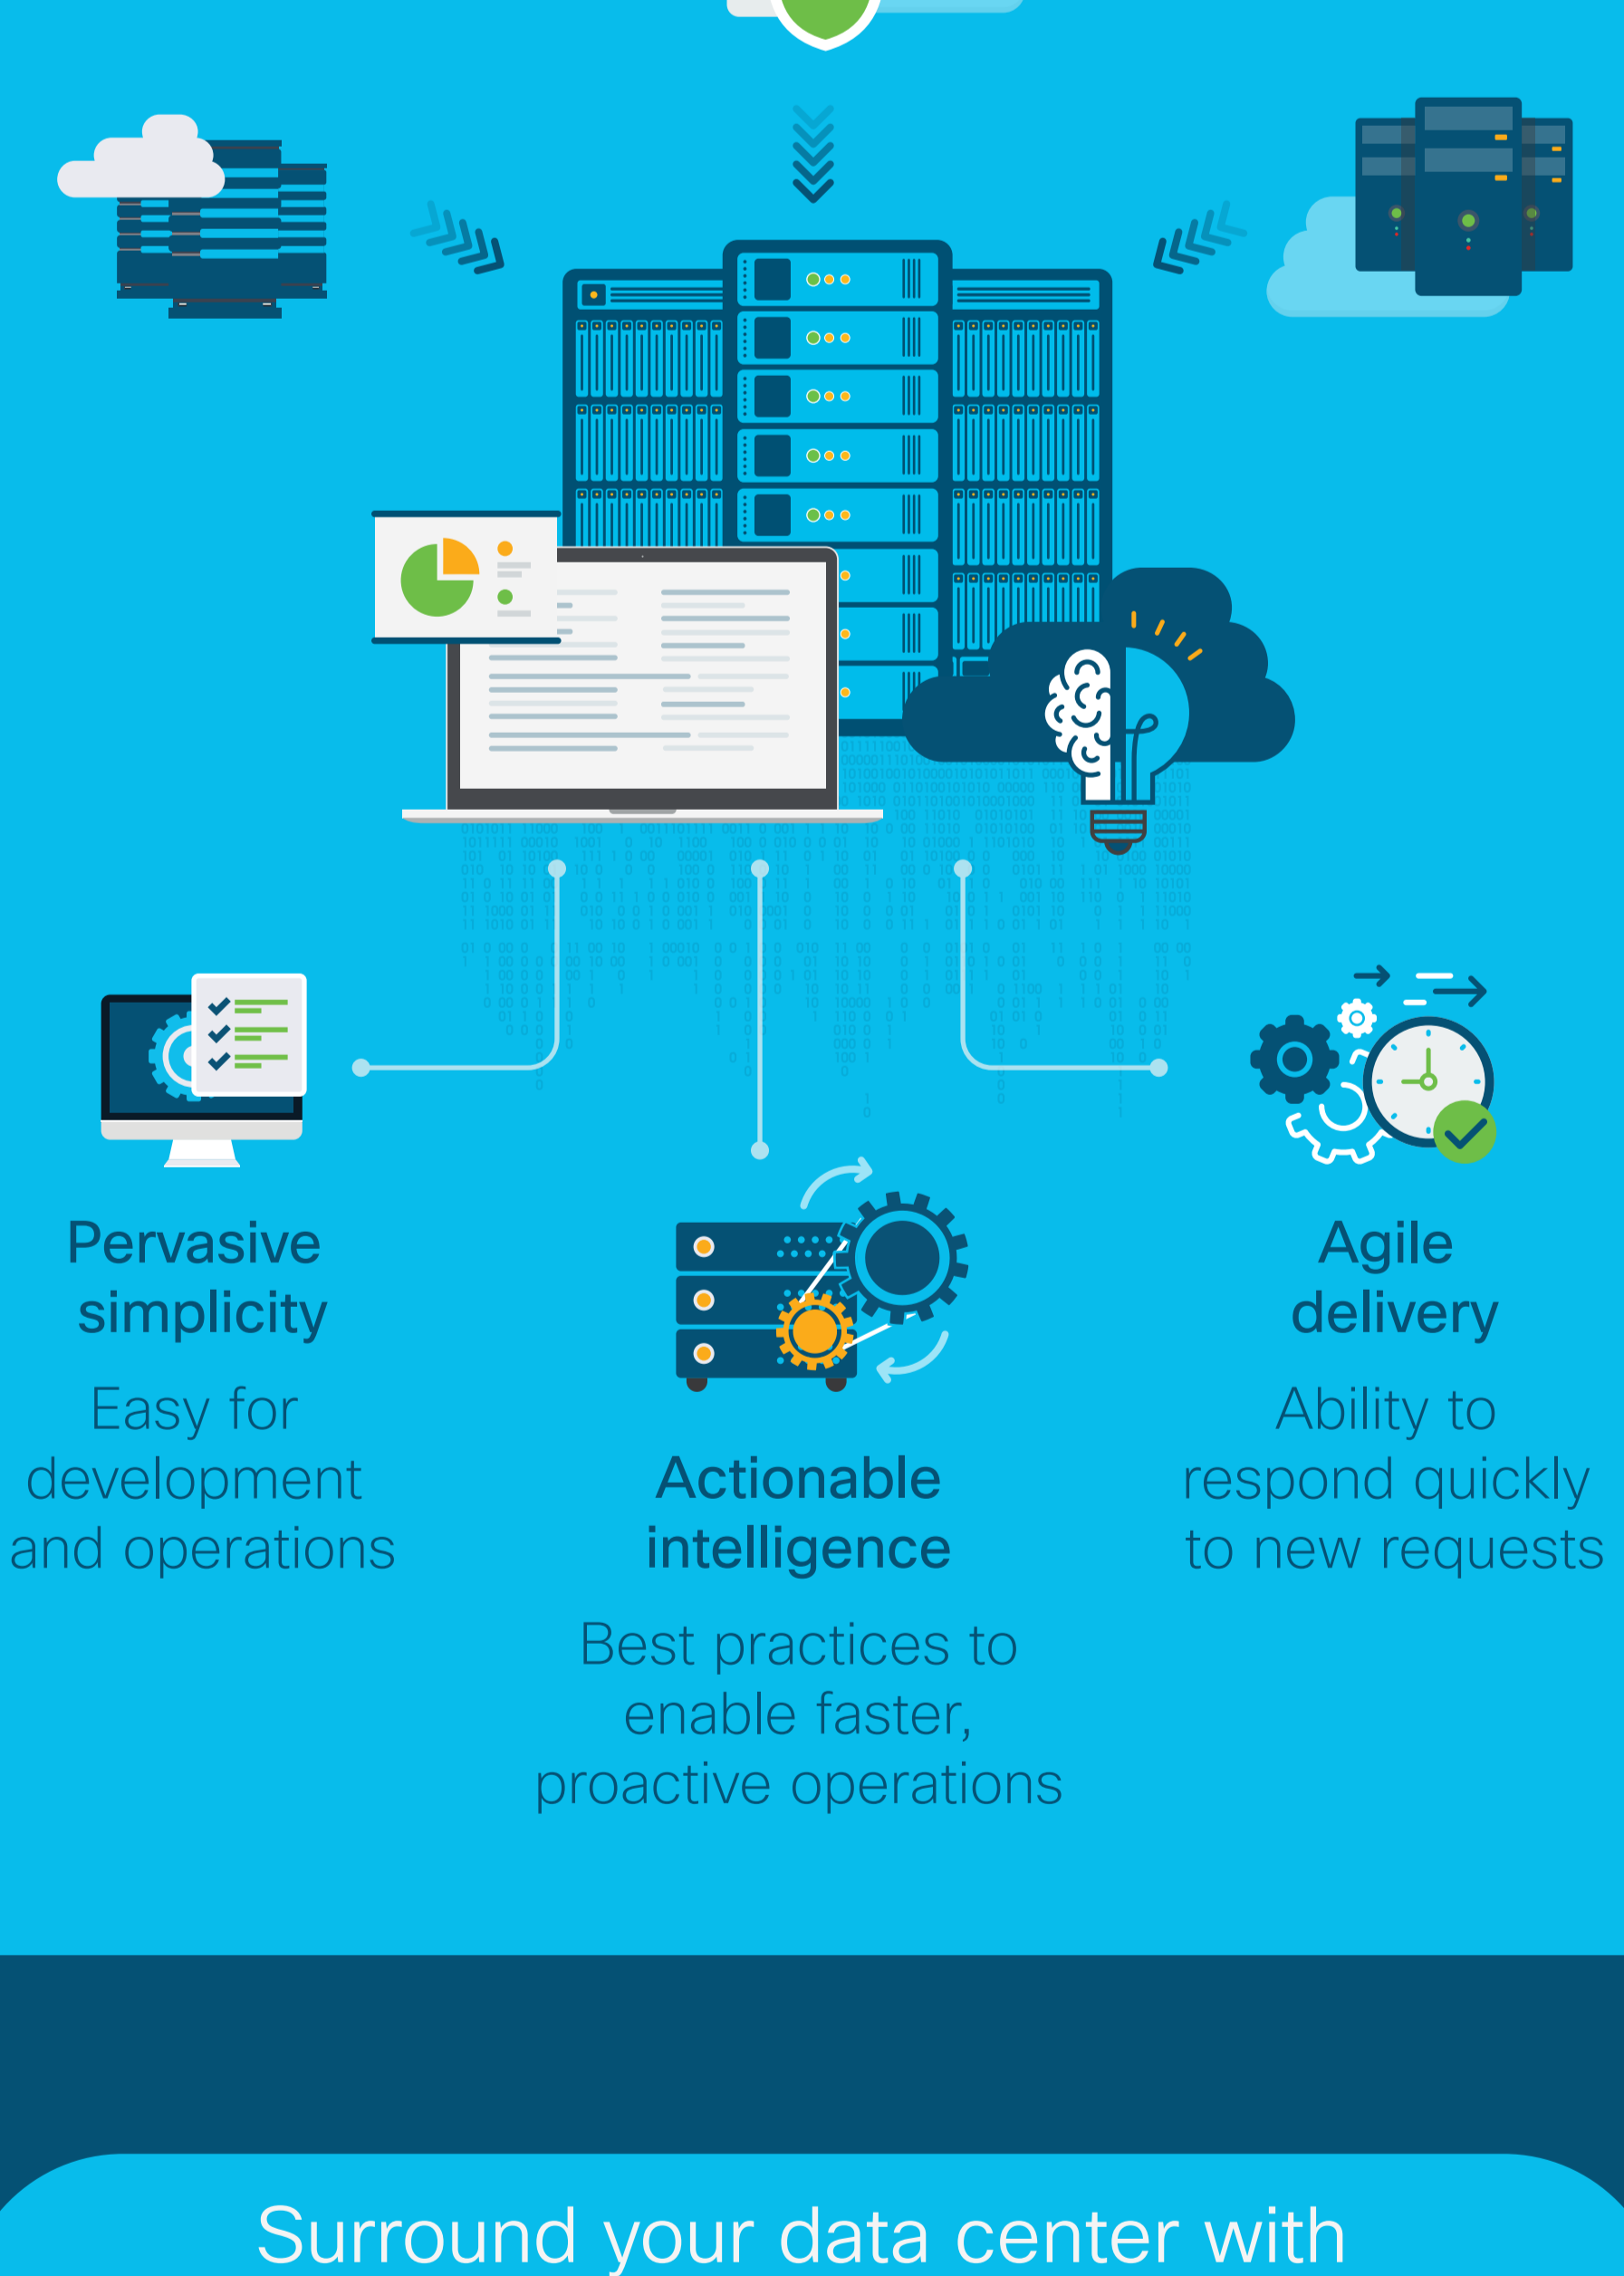 Pervasive
simplicity
Easy for
development
and operations
Actionable
intelligence
Best practices to
enable faster,
proactive operations
Agile
delivery
Ability to
respond quickly
to new requests
Surround your data center with